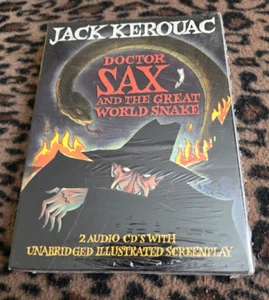 JACK KEROUAC
DOCTOR
SAX
AND THE GREAT
WORLD SNAKE
2 AUDIO CD'S WITH
UNABRIDGED ILLUSTRATED SCREENPLAY